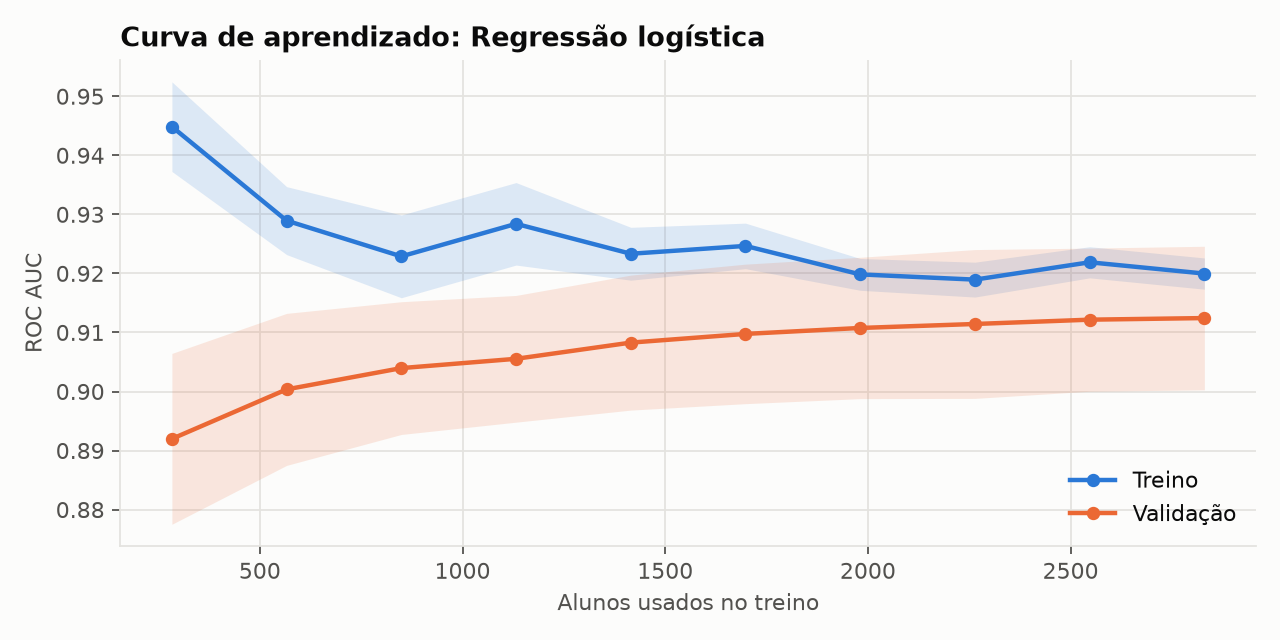 Curva de aprendizado: Regressão logística
ROC AUC
0.95
0.94
0.93
0.92
0.91
0.90
0.89
0.88
Treino
Validação
500 1000 1500 2000 2500
Alunos usados no treino